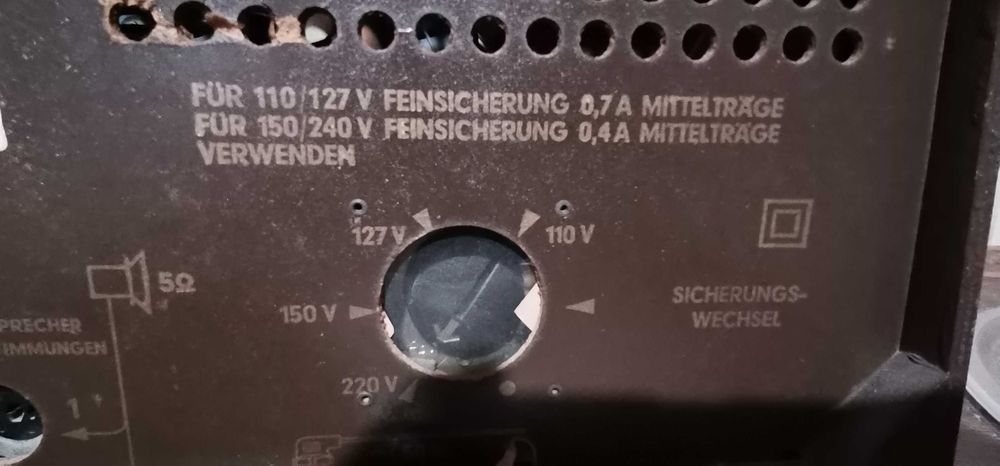 FÜR 110/127 V FEINSICHERUNG 0,7 A MITTELTRÄGE
FÜR 150/240 V FEINSICHERUNG 0,4 A MITTELTRÄGE
VERWENDEN
127 V
110 V
5Ω
150 V
SICHERUNGS-
WECHSEL
PRECHER
IMMUNGEN
220 V
1